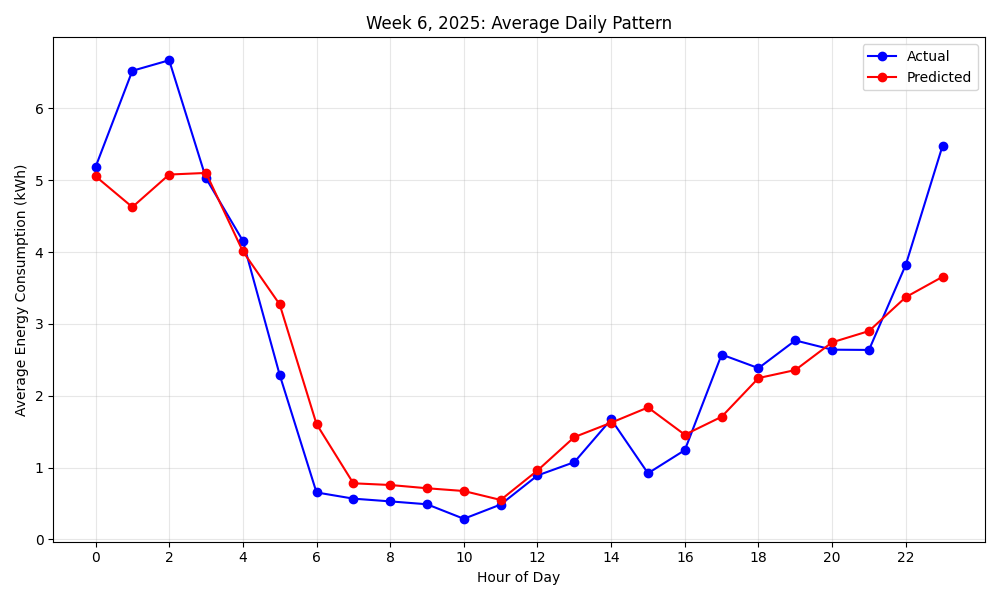 Week 6, 2025: Average Daily Pattern
Actual
Predicted
Average Energy Consumption (kWh)
6
5
4
3
2
1
0
0 2 4 6 8 10 12 14 16 18 20 22
Hour of Day